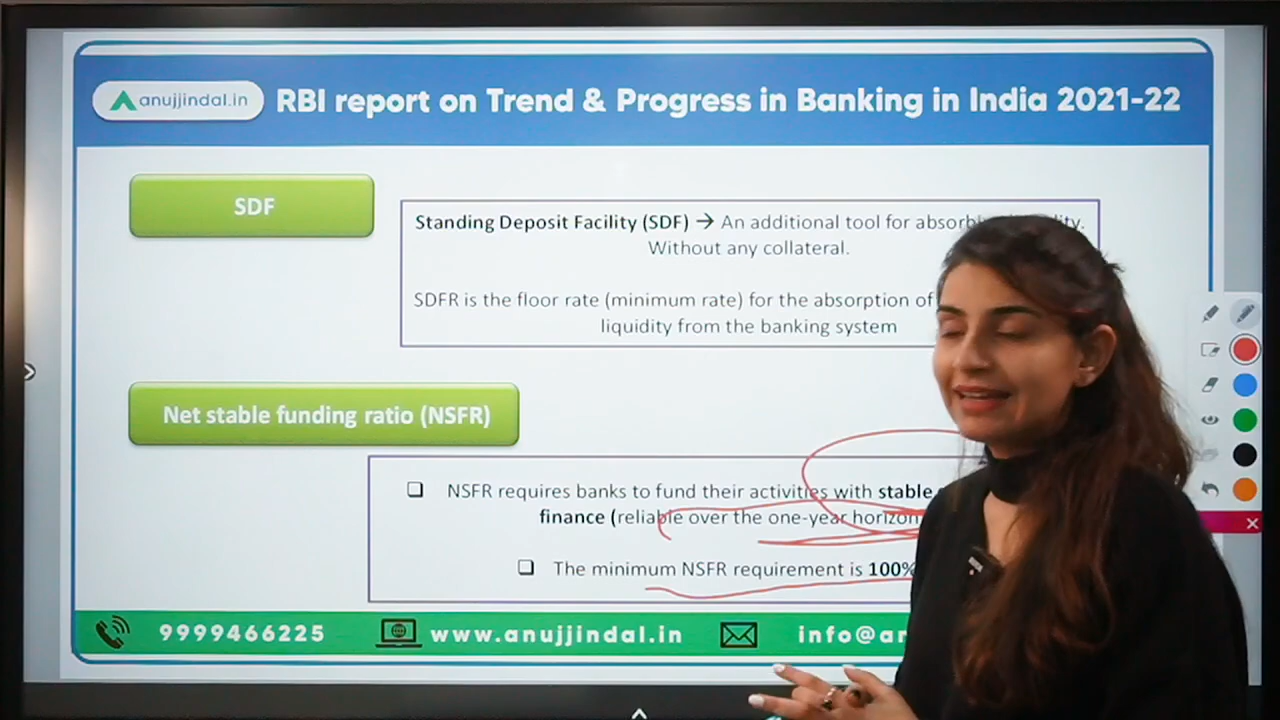 anujjindal.in
RBI report on Trend & Progress in Banking in India 2021-22
SDF
Standing Deposit Facility (SDF) → An additional tool for
Without any collateral.
SDFR is the floor rate (minimum rate) for the absorption of
liquidity from the banking system
Net stable funding ratio (NSFR)
❑ NSFR requires banks to fund their activities with stable
finance (reliable over the one-year horizon
❑ The minimum NSFR requirement is 100%
9999466225
www.anujjindal.in